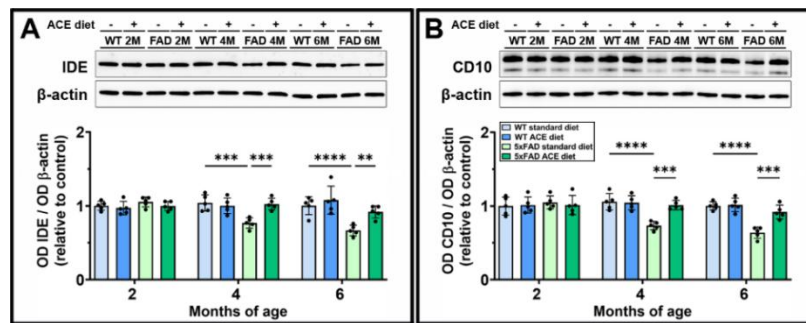 A
ACE diet - + - + - + - +
WT 2M FAD 2M WT 4M FAD 4M WT 6M FAD 6M
IDE
β-actin
OD IDE / OD β-actin
(relative to control)
2
1
0
*** ***
**** **
2 4 6
Months of age
B
ACE diet - + - + - + - +
WT 2M FAD 2M WT 4M FAD 4M WT 6M FAD 6M
CD10
β-actin
OD CD10 / OD β-actin
(relative to control)
2
1
0
WT standard diet
WT ACE diet
5xFAD standard diet
5xFAD ACE diet
****
***
****
***
2 4 6
Months of age